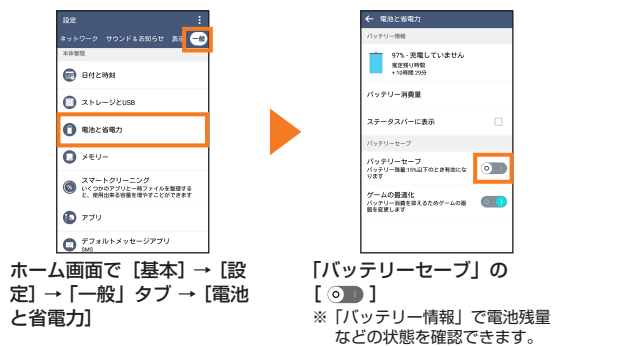 設定
ネットワーク サウンド&お知らせ 表示 一般
本体管理
日付と時刻
ストレージとUSB
電池と省電力
メモリー
スマートクリーニング
いくつかのアプリと一時ファイルを整理する
と、使用出来る容量を増やすことができます
アプリ
デフォルトメッセージアプリ
SMS
ホーム画面で［基本］→［設
定］→「一般」タブ →［電池
と省電力］
電池と省電力
バッテリー情報
97% - 充電していません
推定残り時間
+ 10時間 29分
バッテリー消費量
ステータスバーに表示
バッテリーセーブ
バッテリーセーブ
バッテリー残量:15%以下のとき有効にな
ります
ゲームの最適化
バッテリー消費を抑えるためゲームの画
質を変更します
「バッテリーセーブ」の
［ ］
※「バッテリー情報」で電池残量
などの状態を確認できます。